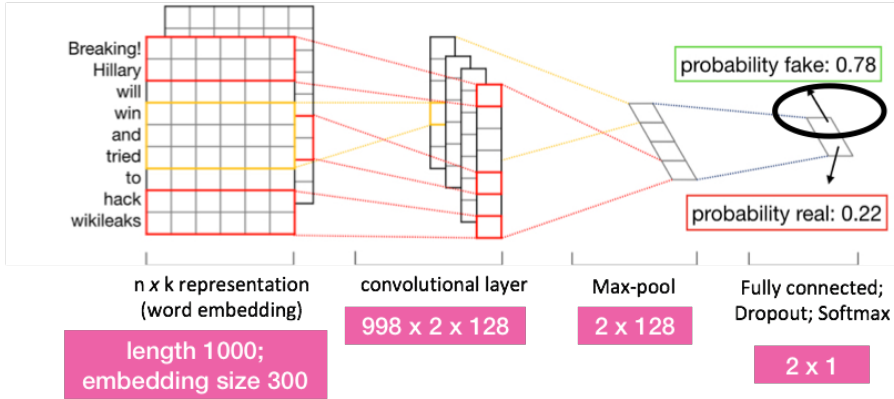 Breaking!
Hillary
will
win
and
tried
to
hack
wikileaks
probability fake: 0.78
probability real: 0.22
n x k representation
(word embedding)
convolutional layer
Max-pool
Fully connected;
Dropout; Softmax
length 1000;
embedding size 300
998 x 2 x 128
2 x 128
2 x 1